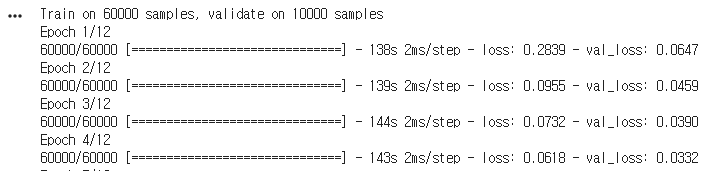 Train on 60000 samples, validate on 10000 samples
Epoch 1/12
60000/60000 [==============================] - 138s 2ms/step - loss: 0.2839 - val_loss: 0.0647
Epoch 2/12
60000/60000 [==============================] - 139s 2ms/step - loss: 0.0955 - val_loss: 0.0459
Epoch 3/12
60000/60000 [==============================] - 144s 2ms/step - loss: 0.0732 - val_loss: 0.0390
Epoch 4/12
60000/60000 [==============================] - 143s 2ms/step - loss: 0.0618 - val_loss: 0.0332